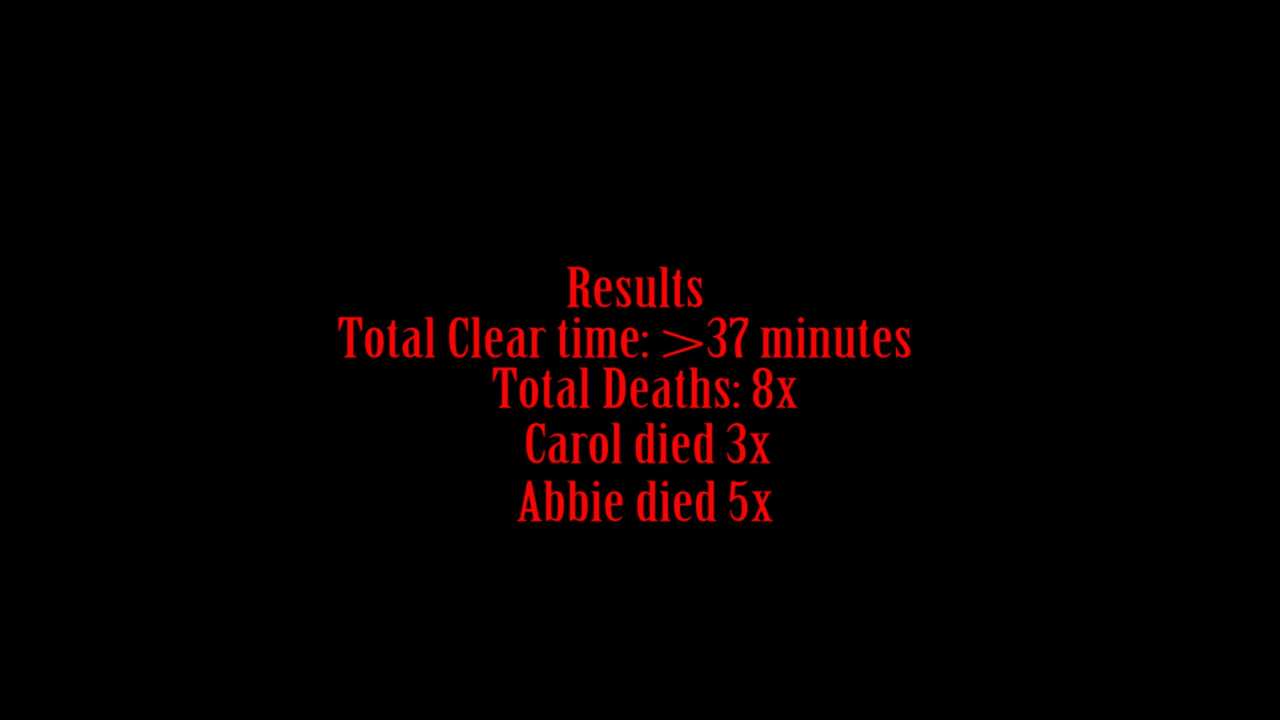 Results
Total Clear time: >37 minutes
Total Deaths: 8x
Carol died 3x
Abbie died 5x